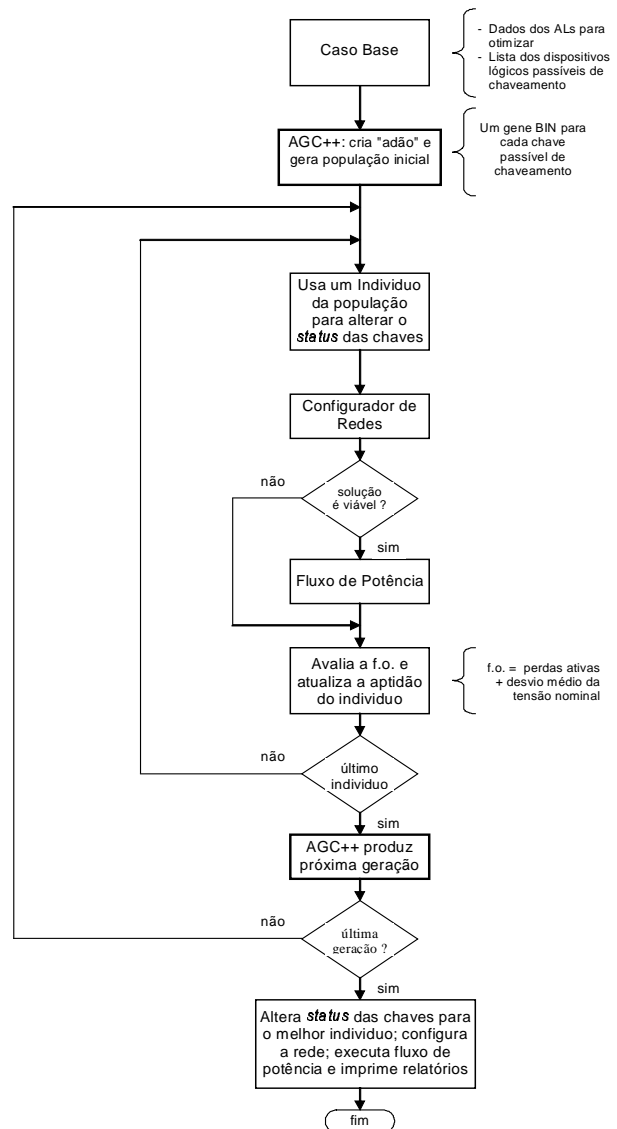 Caso Base
- Dados dos ALs para
otimizar
- Lista dos dispositivos
lógicos passíveis de
chaveamento
AGC++: cria "adão" e
gera população inicial
Um gene BIN para
cada chave
passível de
chaveamento
Usa um Individuo
da população
para alterar o
status das chaves
Configurador de
Redes
não
solução
é viável ?
sim
Fluxo de Potência
Avalia a f.o. e
atualiza a aptidão
do individuo
f.o. = perdas ativas
+ desvio médio da
tensão nominal
não
último
individuo
sim
AGC++ produz
próxima geração
não
última
geração ?
sim
Altera status das chaves para
o melhor individuo; configura
a rede; executa fluxo de
potência e imprime relatórios
fim